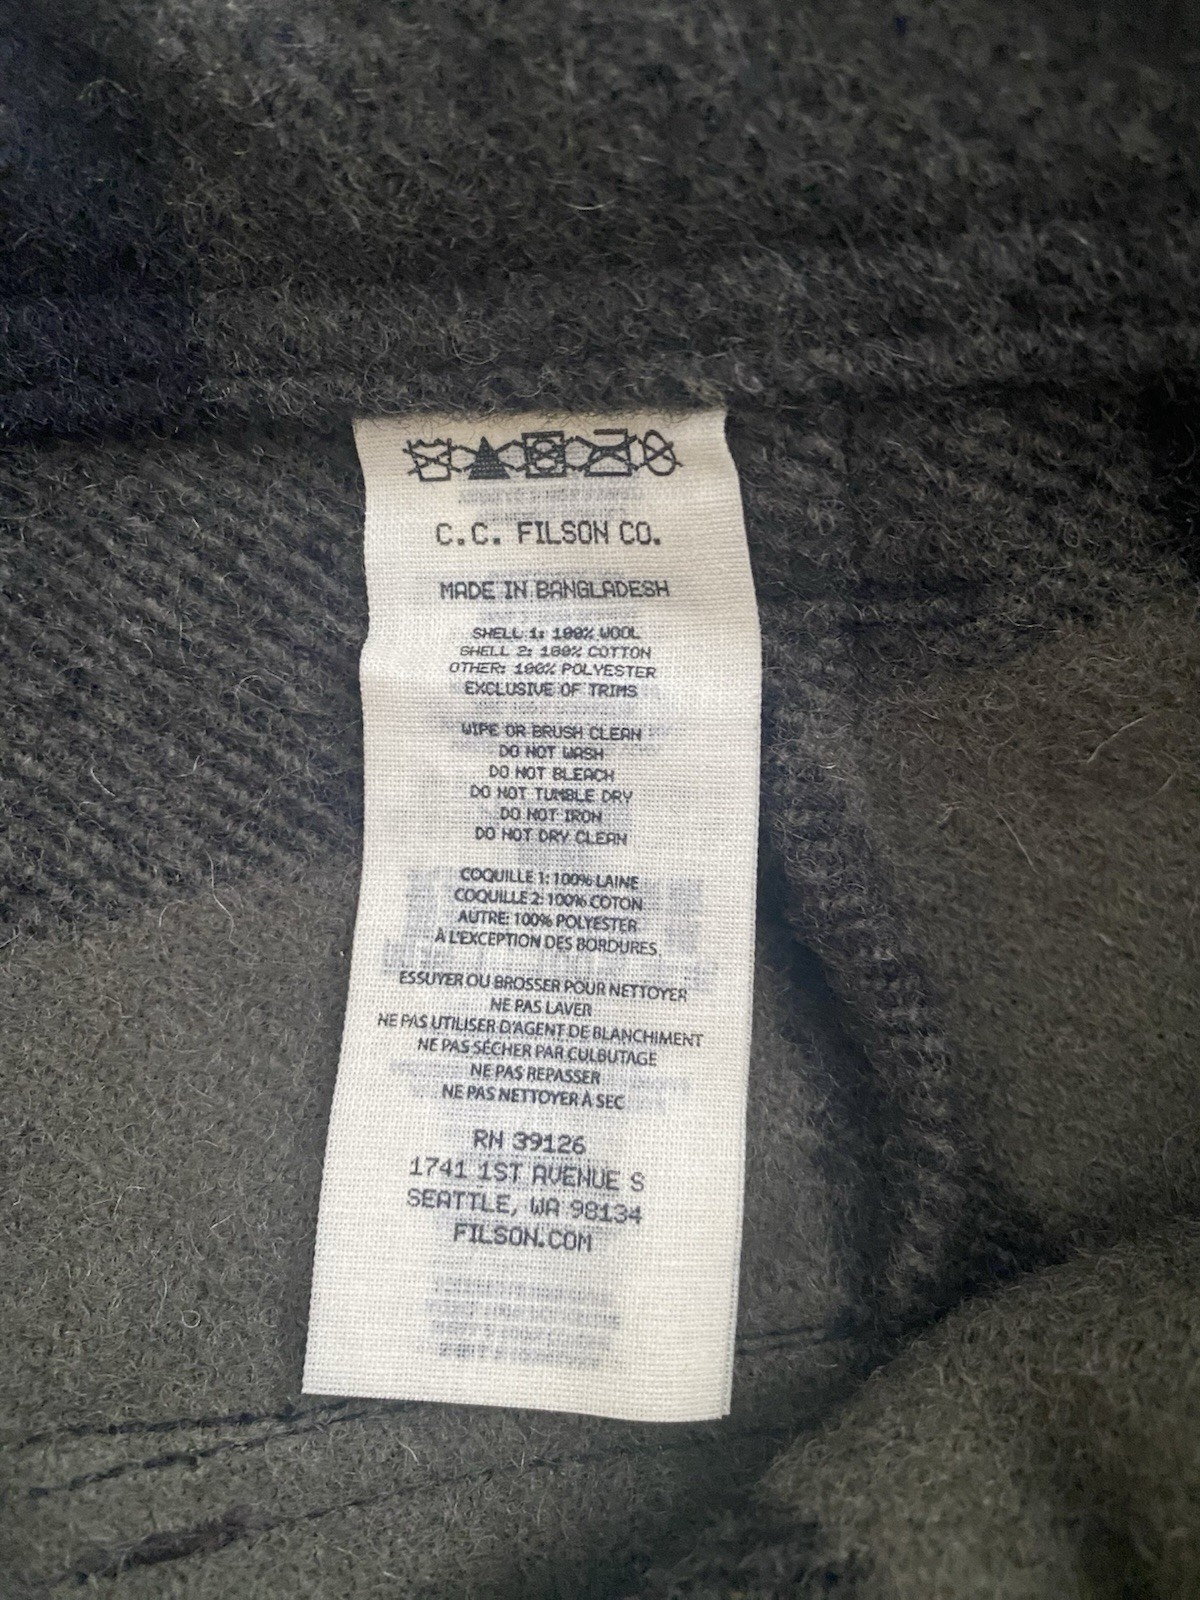 C.C. FILSON CO.
MADE IN BANGLADESH
SHELL 1: 100% WOOL
SHELL 2: 100% COTTON
OTHER: 100% POLYESTER
EXCLUSIVE OF TRIMS
WIPE OR BRUSH CLEAN
DO NOT WASH
DO NOT BLEACH
DO NOT TUMBLE DRY
DO NOT IRON
DO NOT DRY CLEAN
COQUILLE 1: 100% LAINE
COQUILLE 2: 100% COTON
AUTRE: 100% POLYESTER
À L'EXCEPTION DES BORDURES
ESSUYER OU BROSSER POUR NETTOYER
NE PAS LAVER
NE PAS UTILISER D'AGENT DE BLANCHIMENT
NE PAS SÉCHER PAR CULBUTAGE
NE PAS REPASSER
NE PAS NETTOYER À SEC
RN 39126
1741 1ST AVENUE S
SEATTLE, WA 98134
FILSON.COM